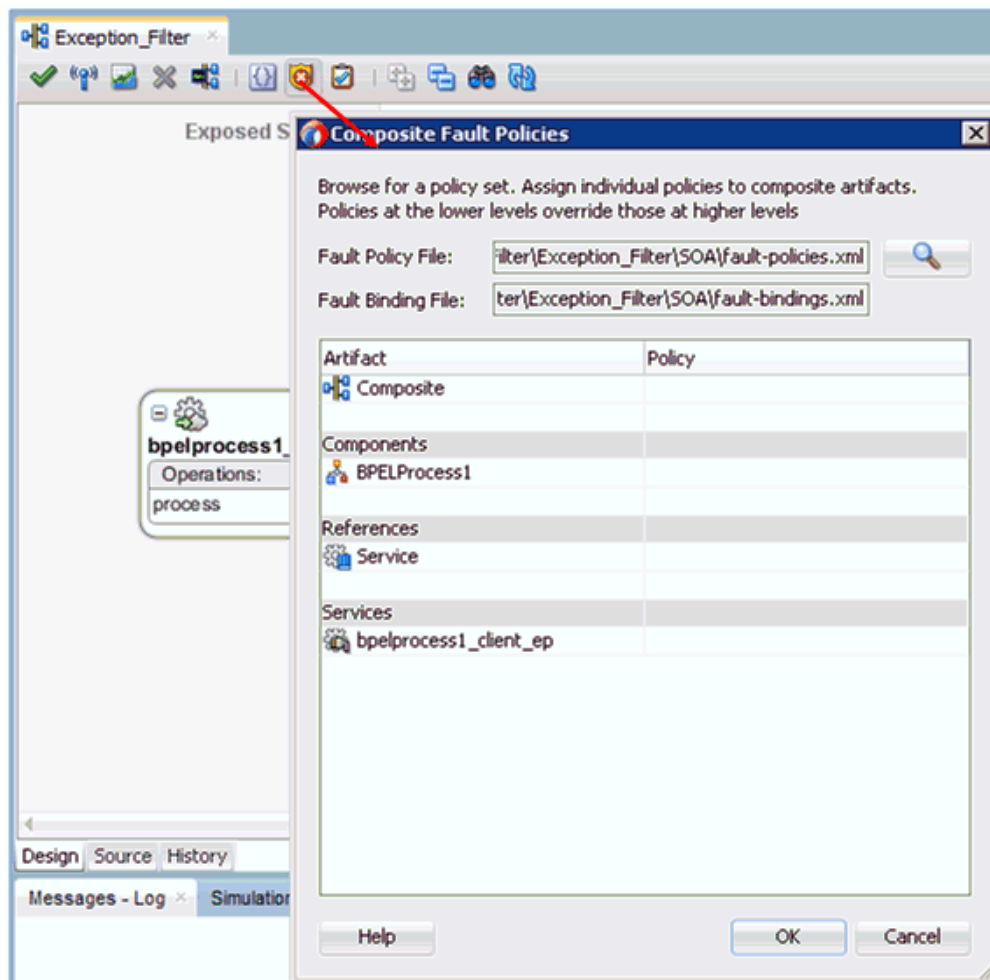 Exception_Filter
Exposed S
Composite Fault Policies
Browse for a policy set. Assign individual policies to composite artifacts.
Policies at the lower levels override those at higher levels
Fault Policy File: ilter\Exception_Filter\SOA\fault-policies.xml
Fault Binding File: ter\Exception_Filter\SOA\fault-bindings.xml
Artifact Policy
Composite
Components
BPELProcess1
References
Service
Services
bpelprocess1_client_ep
bpelprocess1_
Operations:
process
Design Source History
Messages - Log Simulation
Help OK Cancel